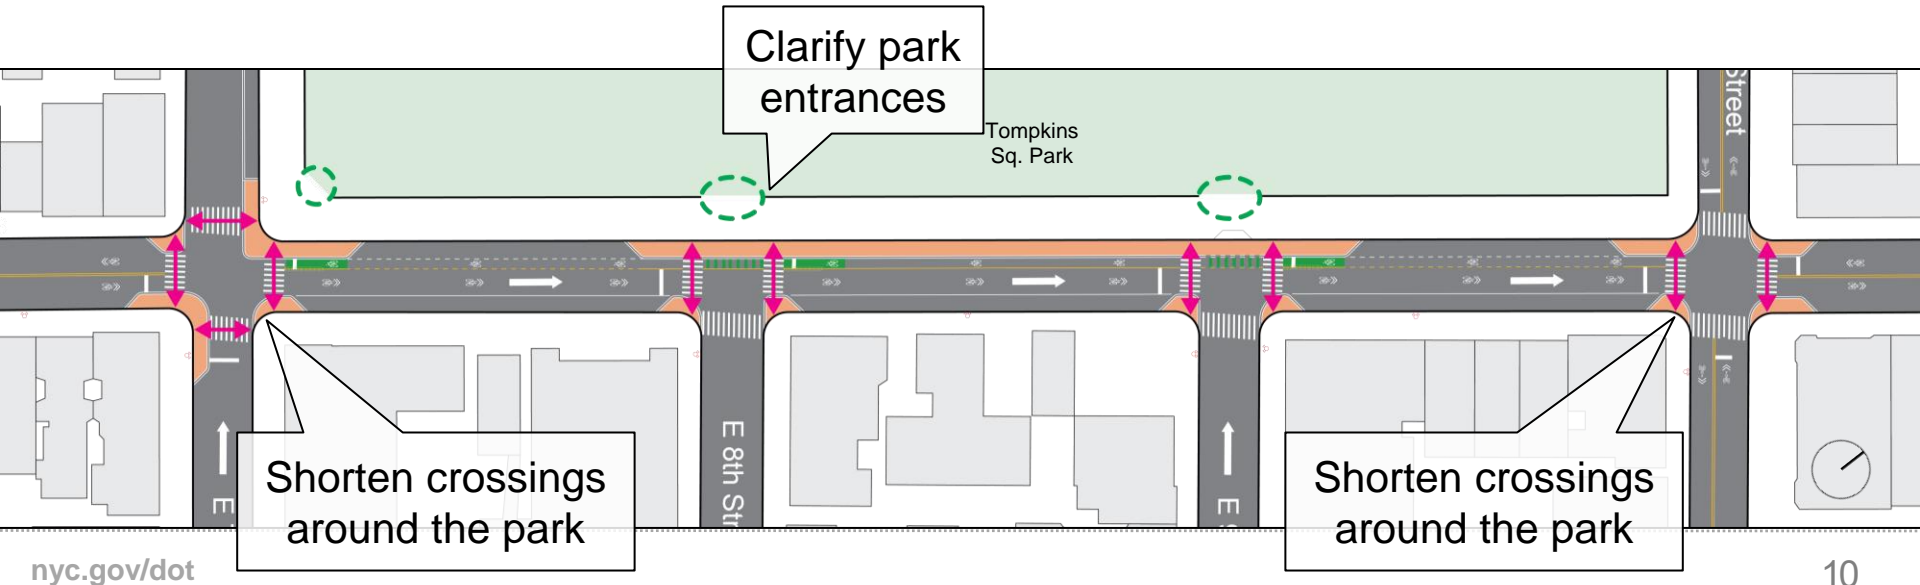 Clarify park
entrances
Street
Tompkins
Sq. Park
E 8th Str
E
E
Shorten crossings
around the park
Shorten crossings
around the park
nyc.gov/dot
10